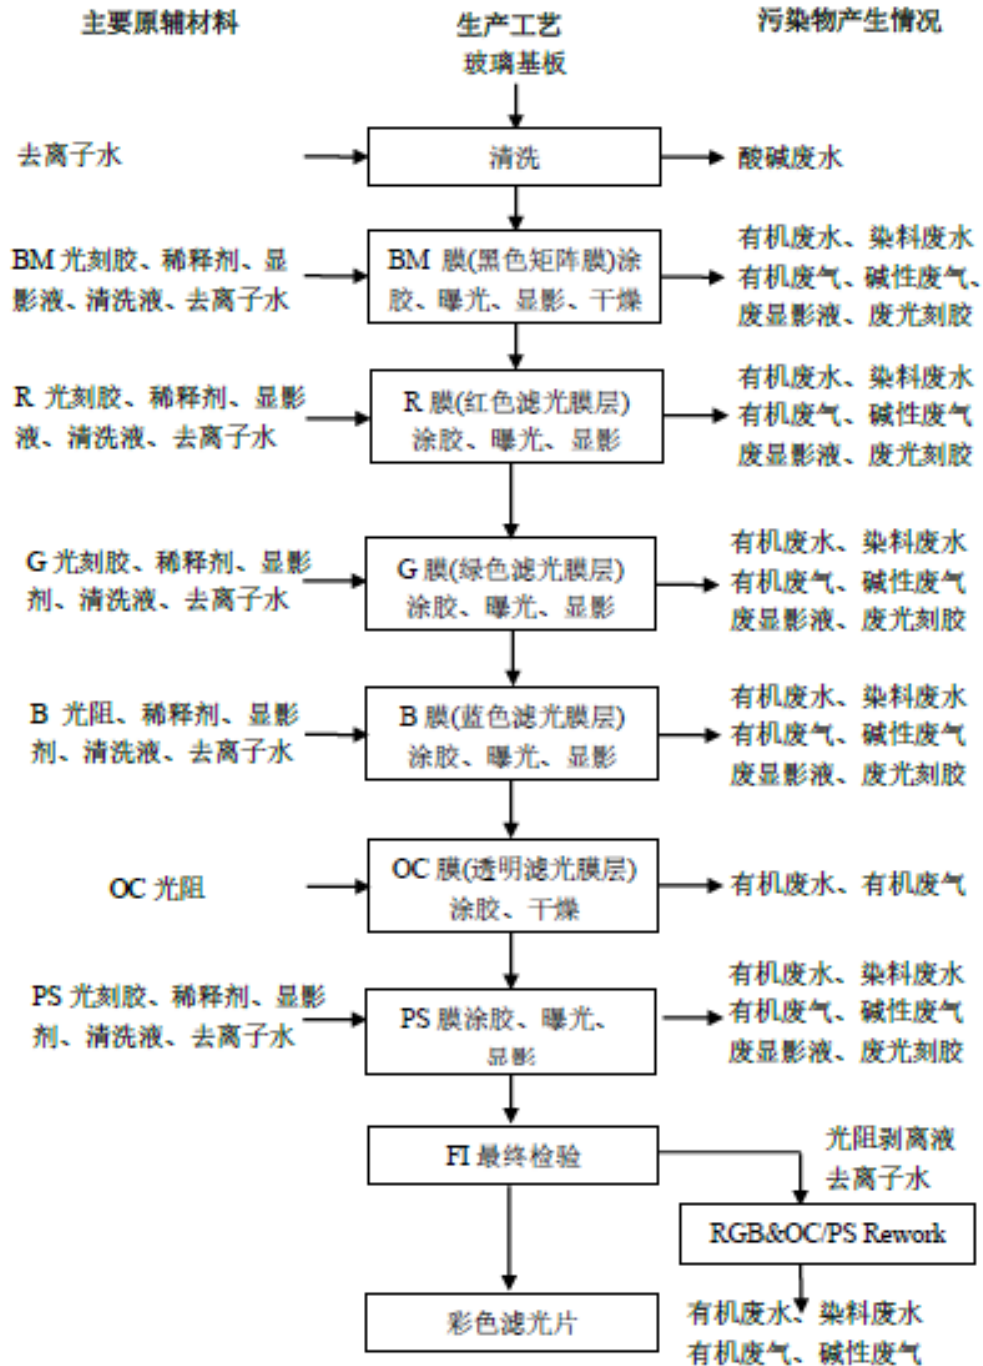 主要原辅材料
生产工艺
污染物产生情况
玻璃基板
去离子水
清洗
酸碱废水
BM 光刻胶、稀释剂、显
影液、清洗液、去离子水
BM 膜(黑色矩阵膜)涂
胶、曝光、显影、干燥
有机废水、染料废水
有机废气、碱性废气、
废显影液、废光刻胶
R 光刻胶、稀释剂、显影
液、清洗液、去离子水
R 膜(红色滤光膜层)
涂胶、曝光、显影
有机废水、染料废水
有机废气、碱性废气
废显影液、废光刻胶
G 光刻胶、稀释剂、显影
剂、清洗液、去离子水
G 膜(绿色滤光膜层)
涂胶、曝光、显影
有机废水、染料废水
有机废气、碱性废气
废显影液、废光刻胶
B 光阻、稀释剂、显影
剂、清洗液、去离子水
B 膜(蓝色滤光膜层)
涂胶、曝光、显影
有机废水、染料废水
有机废气、碱性废气
废显影液、废光刻胶
OC 光阻
OC 膜(透明滤光膜层)
涂胶、干燥
有机废水、有机废气
PS 光刻胶、稀释剂、显影
剂、清洗液、去离子水
PS 膜涂胶、曝光、
显影
有机废水、染料废水
有机废气、碱性废气
废显影液、废光刻胶
FI 最终检验
光阻剥离液
去离子水
RGB&OC/PS Rework
彩色滤光片
有机废水、染料废水
有机废气、碱性废气